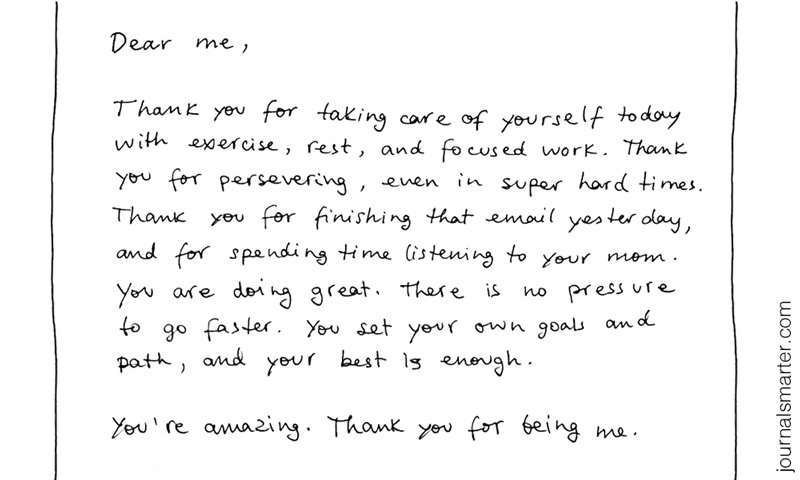 Dear me,
Thank you for taking care of yourself today
with exercise, rest, and focused work. Thank
you for persevering, even in super hard times.
Thank you for finishing that email yesterday,
and for spending time listening to your mom.
You are doing great. There is no pressure
to go faster. You set your own goals and
path, and your best is enough.
You're amazing. Thank you for being me.
journalsmarter.com